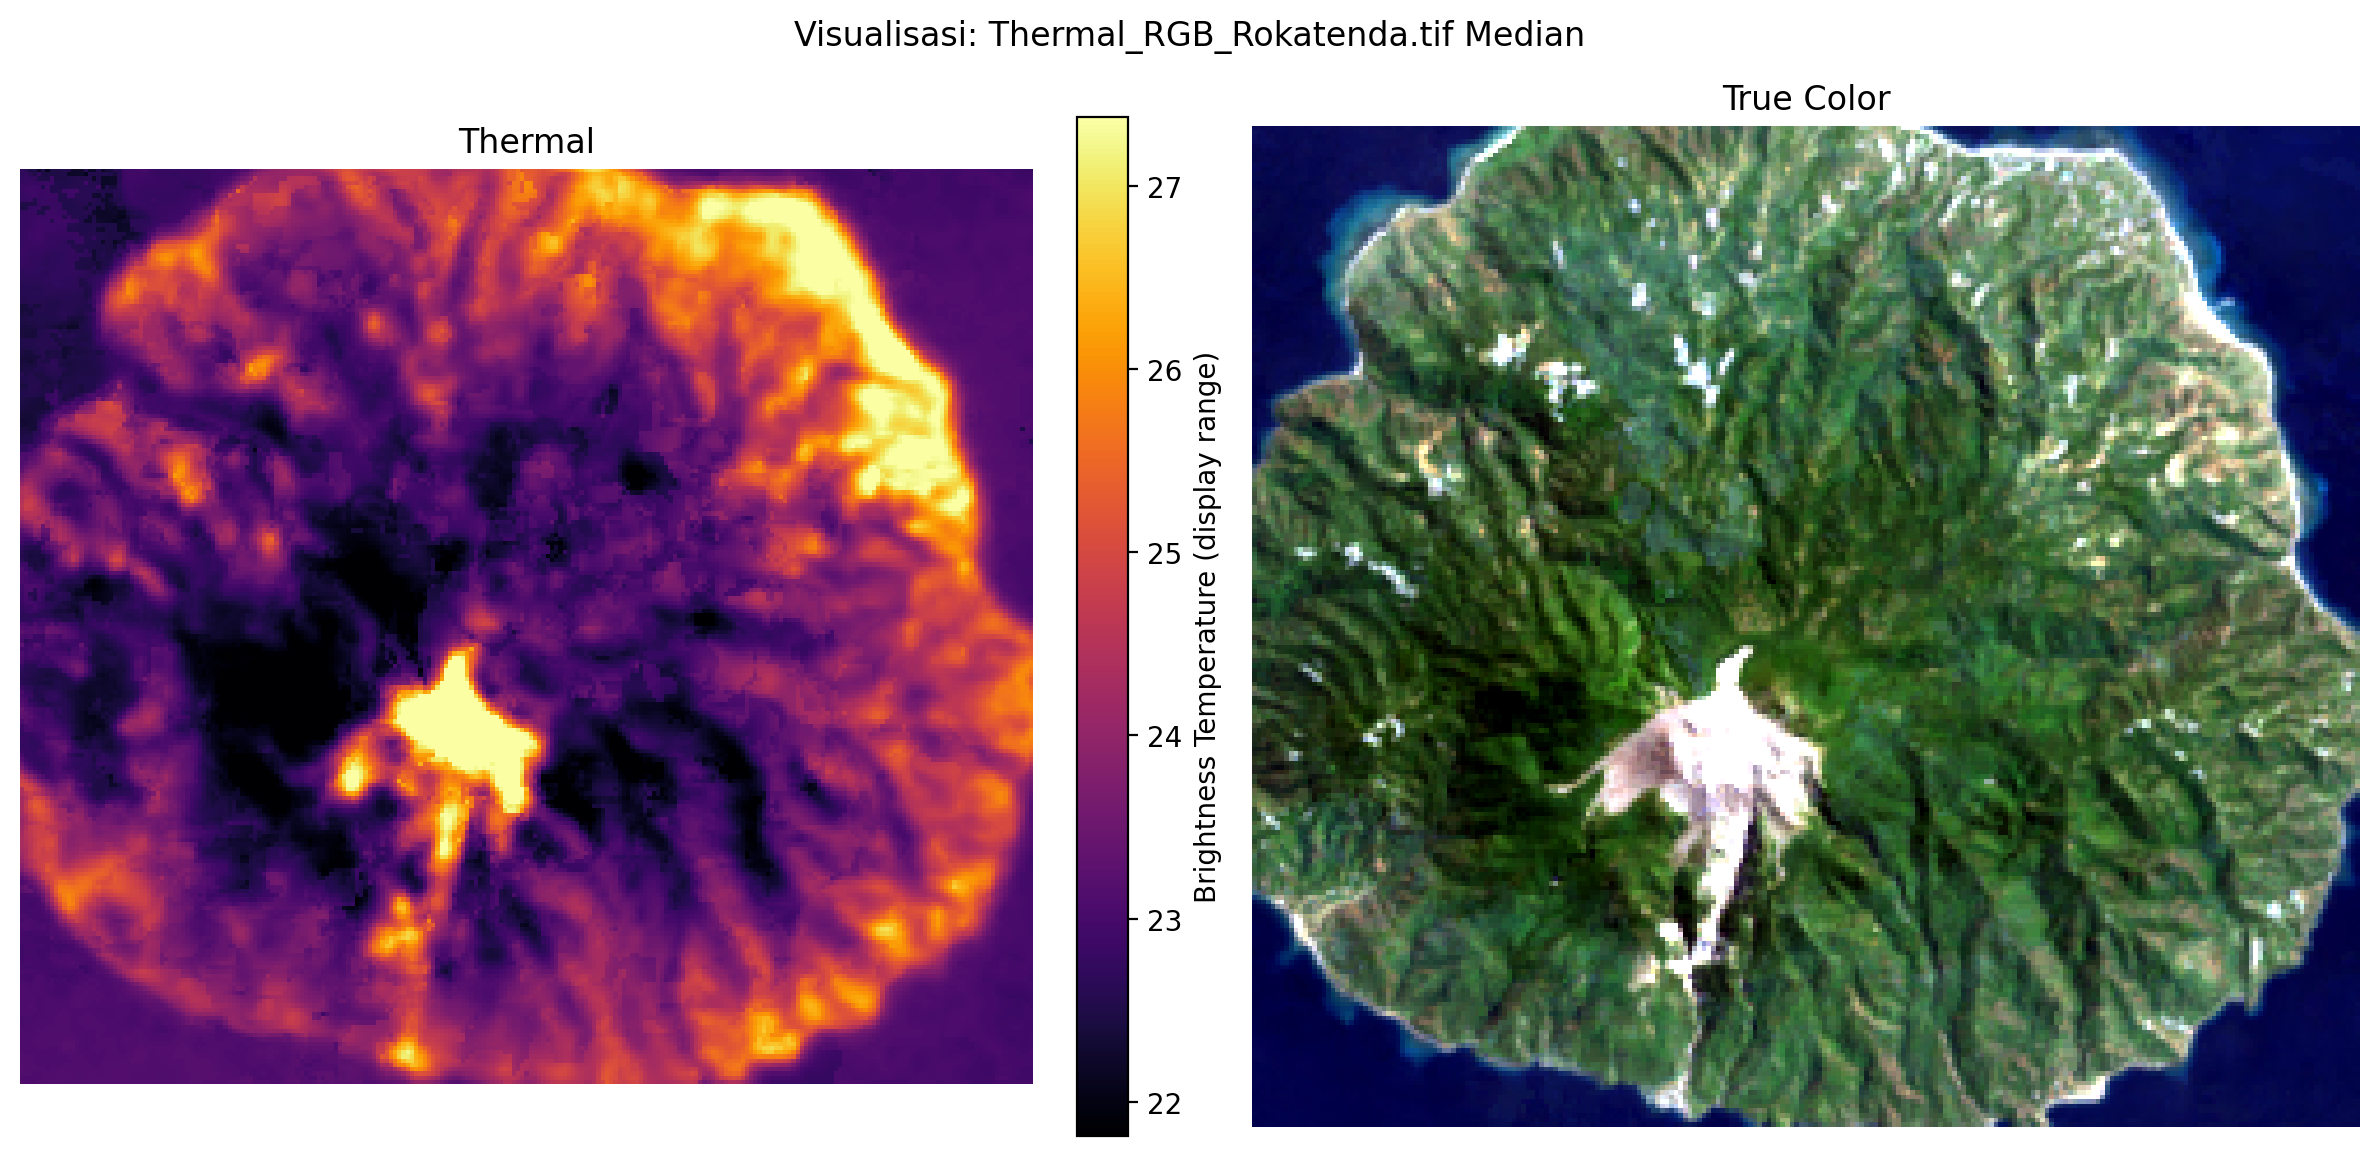 Visualisasi: Thermal_RGB_Rokatenda.tif Median
Thermal
27
26
25
24
23
22
Brightness Temperature (display range)
True Color